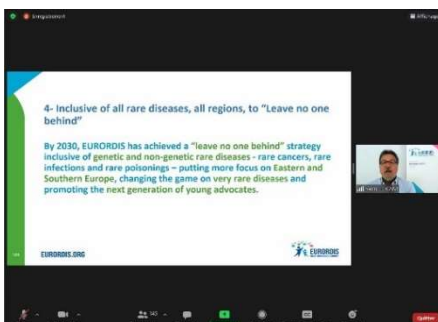 Enregistrement
Affichage
4- Inclusive of all rare diseases, all regions, to "Leave no one
behind"
By 2030, EURORDIS has achieved a "leave no one behind" strategy
inclusive of genetic and non-genetic rare diseases - rare cancers, rare
infections and rare poisonings – putting more focus on Eastern and
Southern Europe, changing the game on very rare diseases and
promoting the next generation of young advocates.
EURORDIS.ORG
EURORDIS
Quitter